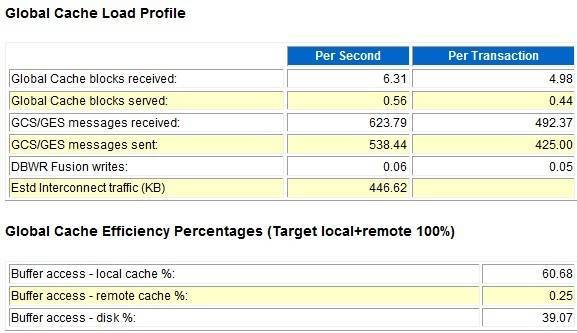 Global Cache Load Profile
Per Second Per Transaction
Global Cache blocks received: 6.31 4.98
Global Cache blocks served: 0.56 0.44
GCS/GES messages received: 623.79 492.37
GCS/GES messages sent: 538.44 425.00
DBWR Fusion writes: 0.06 0.05
Estd Interconnect traffic (KB) 446.62
Global Cache Efficiency Percentages (Target local+remote 100%)
Buffer access - local cache %: 60.68
Buffer access - remote cache %: 0.25
Buffer access - disk %: 39.07